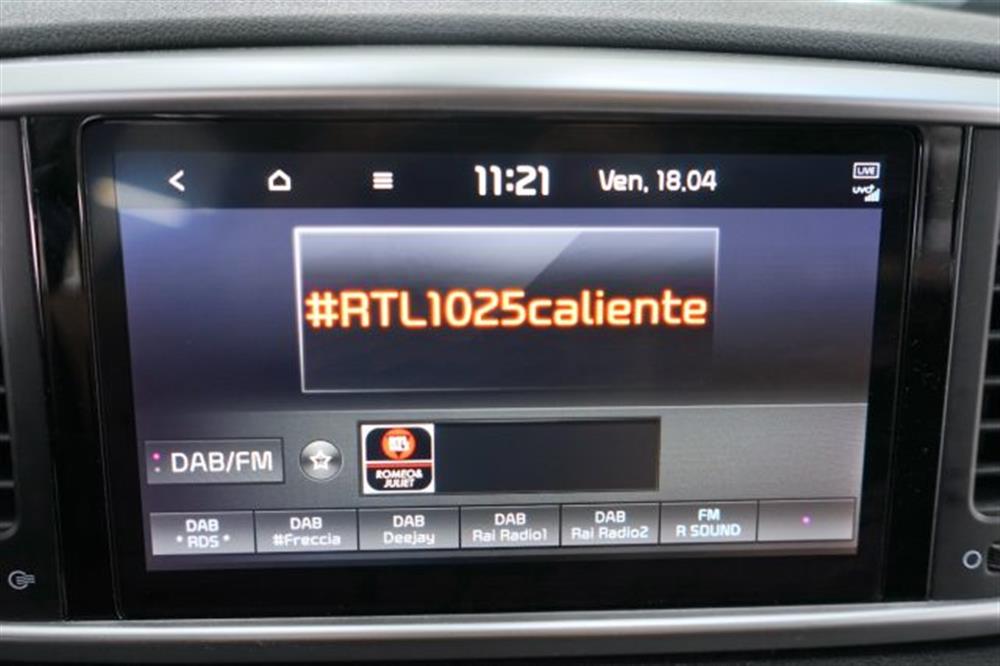 11:21 Ven, 18.04
LIVE
UVO
#RTL1025caliente
DAB/FM
ROMEO&
JULIET
DAB DAB DAB DAB DAB FM
* RDS * #Freccia Deejay Rai Radio1 Rai Radio2 R SOUND